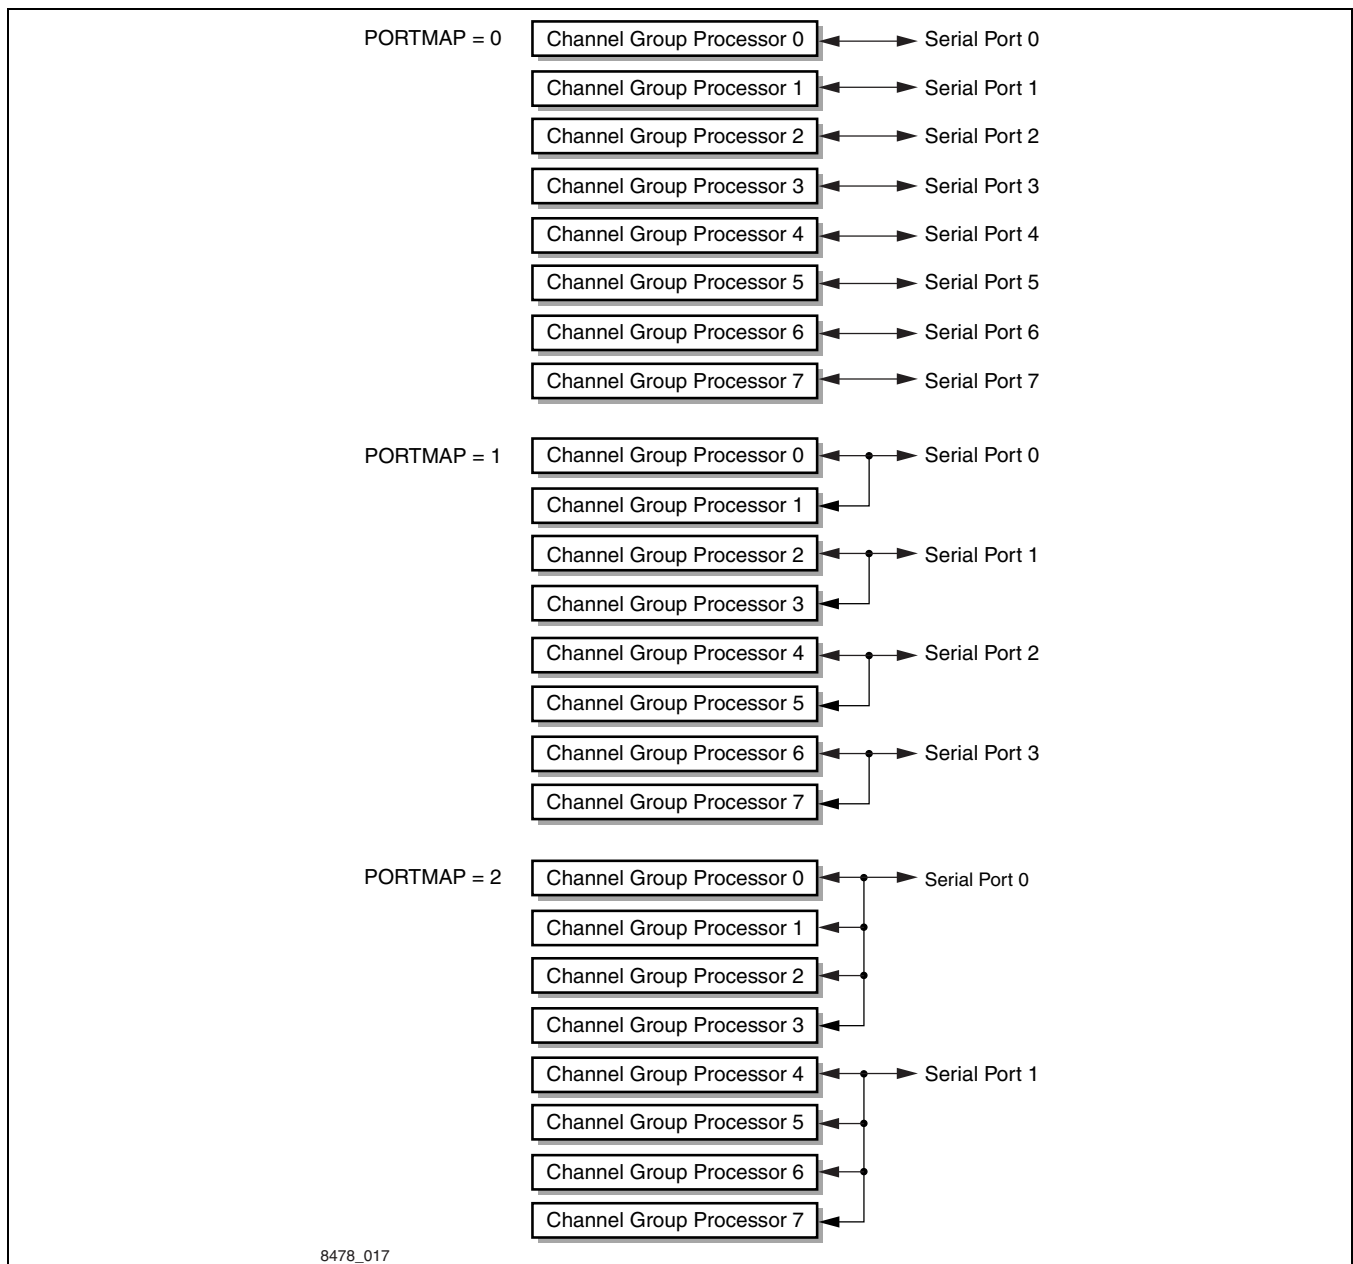 PORTMAP = 0 Channel Group Processor 0 Serial Port 0
Channel Group Processor 1 Serial Port 1
Channel Group Processor 2 Serial Port 2
Channel Group Processor 3 Serial Port 3
Channel Group Processor 4 Serial Port 4
Channel Group Processor 5 Serial Port 5
Channel Group Processor 6 Serial Port 6
Channel Group Processor 7 Serial Port 7
PORTMAP = 1 Channel Group Processor 0 Serial Port 0
Channel Group Processor 1
Channel Group Processor 2 Serial Port 1
Channel Group Processor 3
Channel Group Processor 4 Serial Port 2
Channel Group Processor 5
Channel Group Processor 6 Serial Port 3
Channel Group Processor 7
PORTMAP = 2 Channel Group Processor 0 Serial Port 0
Channel Group Processor 1
Channel Group Processor 2
Channel Group Processor 3
Channel Group Processor 4 Serial Port 1
Channel Group Processor 5
Channel Group Processor 6
Channel Group Processor 7
8478_017